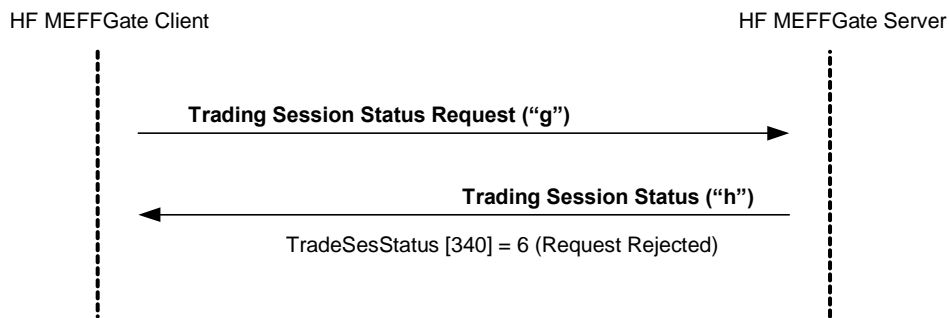 HF MEFFGate Client
HF MEFFGate Server
Trading Session Status Request (“g”)
Trading Session Status (“h”)
TradeSesStatus [340] = 6 (Request Rejected)